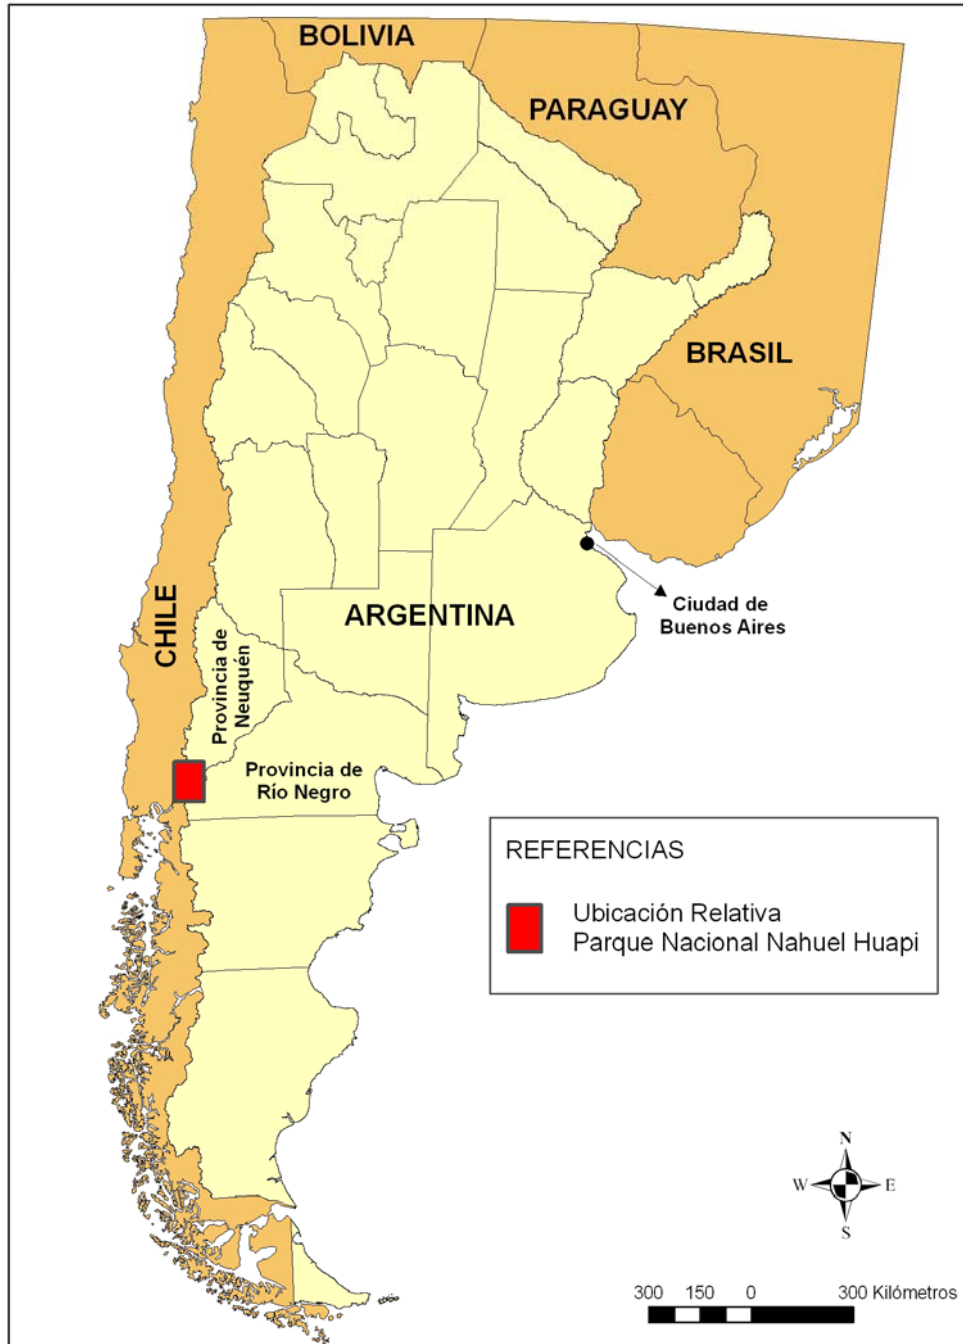 BOLIVIA
PARAGUAY
BRASIL
CHILE
ARGENTINA
Ciudad de
Buenos Aires
Provincia de
Neuquén
Provincia de
Río Negro
REFERENCIAS
Ubicación Relativa
Parque Nacional Nahuel Huapi
N
W
E
S
300 150 0 300 Kilómetros